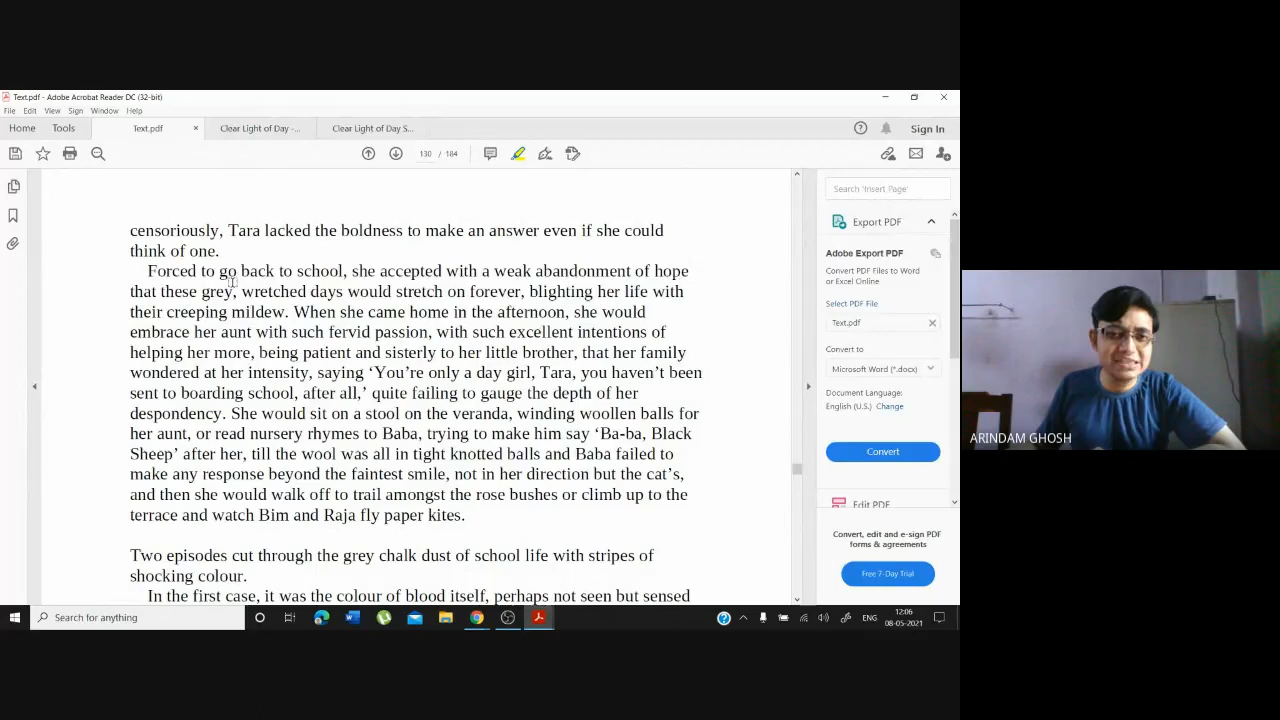 Text.pdf - Adobe Acrobat Reader DC (32-bit)
File Edit View Sign Window Help
Home Tools Text.pdf × Clear Light of Day -... Clear Light of Day S... Sign In
130 / 184
censoriously, Tara lacked the boldness to make an answer even if she could
think of one.
Forced to go back to school, she accepted with a weak abandonment of hope
that these grey, wretched days would stretch on forever, blighting her life with
their creeping mildew. When she came home in the afternoon, she would
embrace her aunt with such fervid passion, with such excellent intentions of
helping her more, being patient and sisterly to her little brother, that her family
wondered at her intensity, saying ‘You’re only a day girl, Tara, you haven’t been
sent to boarding school, after all,’ quite failing to gauge the depth of her
despondency. She would sit on a stool on the veranda, winding woollen balls for
her aunt, or read nursery rhymes to Baba, trying to make him say ‘Ba-ba, Black
Sheep’ after her, till the wool was all in tight knotted balls and Baba failed to
make any response beyond the faintest smile, not in her direction but the cat’s,
and then she would walk off to trail amongst the rose bushes or climb up to the
terrace and watch Bim and Raja fly paper kites.
Two episodes cut through the grey chalk dust of school life with stripes of
shocking colour.
In the first case, it was the colour of blood itself, perhaps not seen but sensed
Search 'Insert Page'
Export PDF
Adobe Export PDF
Convert PDF Files to Word
or Excel Online
Select PDF File
Text.pdf
Convert to
Microsoft Word (*.docx)
Document Language:
English (U.S.) Change
Convert
Edit PDF
Convert, edit and e-sign PDF
forms & agreements
Free 7-Day Trial
ARINDAM GHOSH
Search for anything
ENG
12:06
08-05-2021